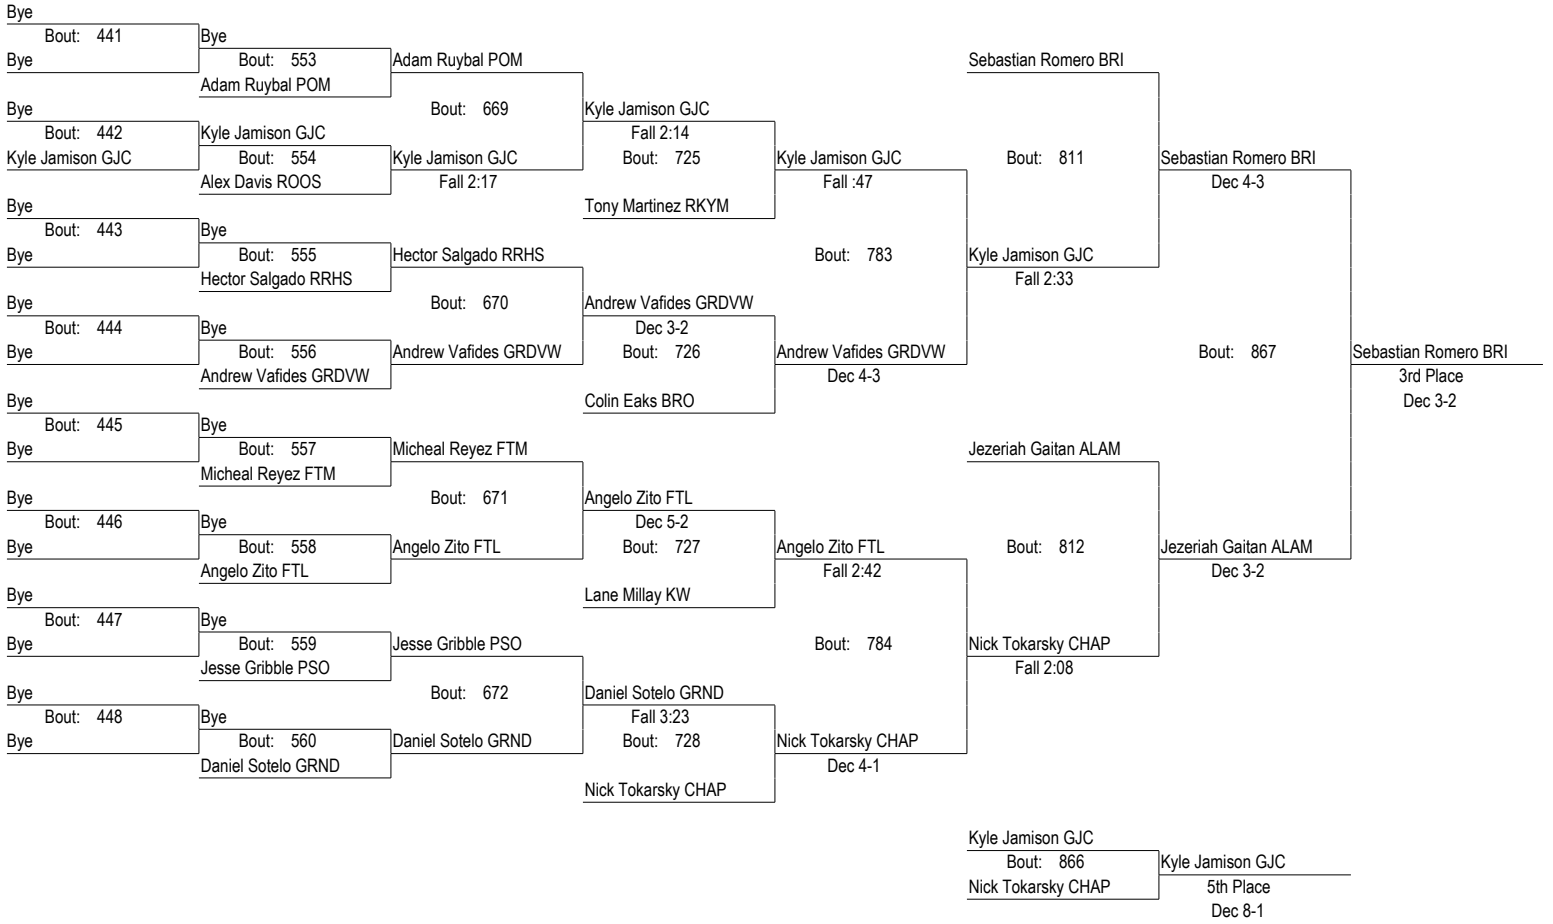 Bye
Bout: 441 Bye
Bye Bout: 553 Adam Ruybal POM Sebastian Romero BRI
Adam Ruybal POM
Bye Bout: 669 Kyle Jamison GJC
Bout: 442 Kyle Jamison GJC Fall 2:14
Kyle Jamison GJC Bout: 554 Kyle Jamison GJC Bout: 725 Kyle Jamison GJC Bout: 811 Sebastian Romero BRI
Alex Davis ROOS Fall 2:17 Fall :47 Dec 4-3
Bye Tony Martinez RKYM
Bout: 443 Bye
Bye Bout: 555 Hector Salgado RRHS Bout: 783 Kyle Jamison GJC
Hector Salgado RRHS Fall 2:33
Bye Bout: 670 Andrew Vafides GRDVW
Bout: 444 Bye Dec 3-2
Bye Bout: 556 Andrew Vafides GRDVW Bout: 726 Andrew Vafides GRDVW Bout: 867 Sebastian Romero BRI
Andrew Vafides GRDVW Dec 4-3 3rd Place
Bye Colin Eaks BRO Dec 3-2
Bout: 445 Bye
Bye Bout: 557 Micheal Reyez FTM Jezeriah Gaitan ALAM
Micheal Reyez FTM
Bye Bout: 671 Angelo Zito FTL
Bout: 446 Bye Dec 5-2
Bye Bout: 558 Angelo Zito FTL Bout: 727 Angelo Zito FTL Bout: 812 Jezeriah Gaitan ALAM
Angelo Zito FTL Fall 2:42 Dec 3-2
Bye Lane Millay KW
Bout: 447 Bye
Bye Bout: 559 Jesse Gribble PSO Bout: 784 Nick Tokarsky CHAP
Jesse Gribble PSO Fall 2:08
Bye Bout: 672 Daniel Sotelo GRND
Bout: 448 Bye Fall 3:23
Bye Bout: 560 Daniel Sotelo GRND Bout: 728 Nick Tokarsky CHAP
Daniel Sotelo GRND Dec 4-1
Nick Tokarsky CHAP
Kyle Jamison GJC
Bout: 866 Kyle Jamison GJC
Nick Tokarsky CHAP 5th Place
Dec 8-1